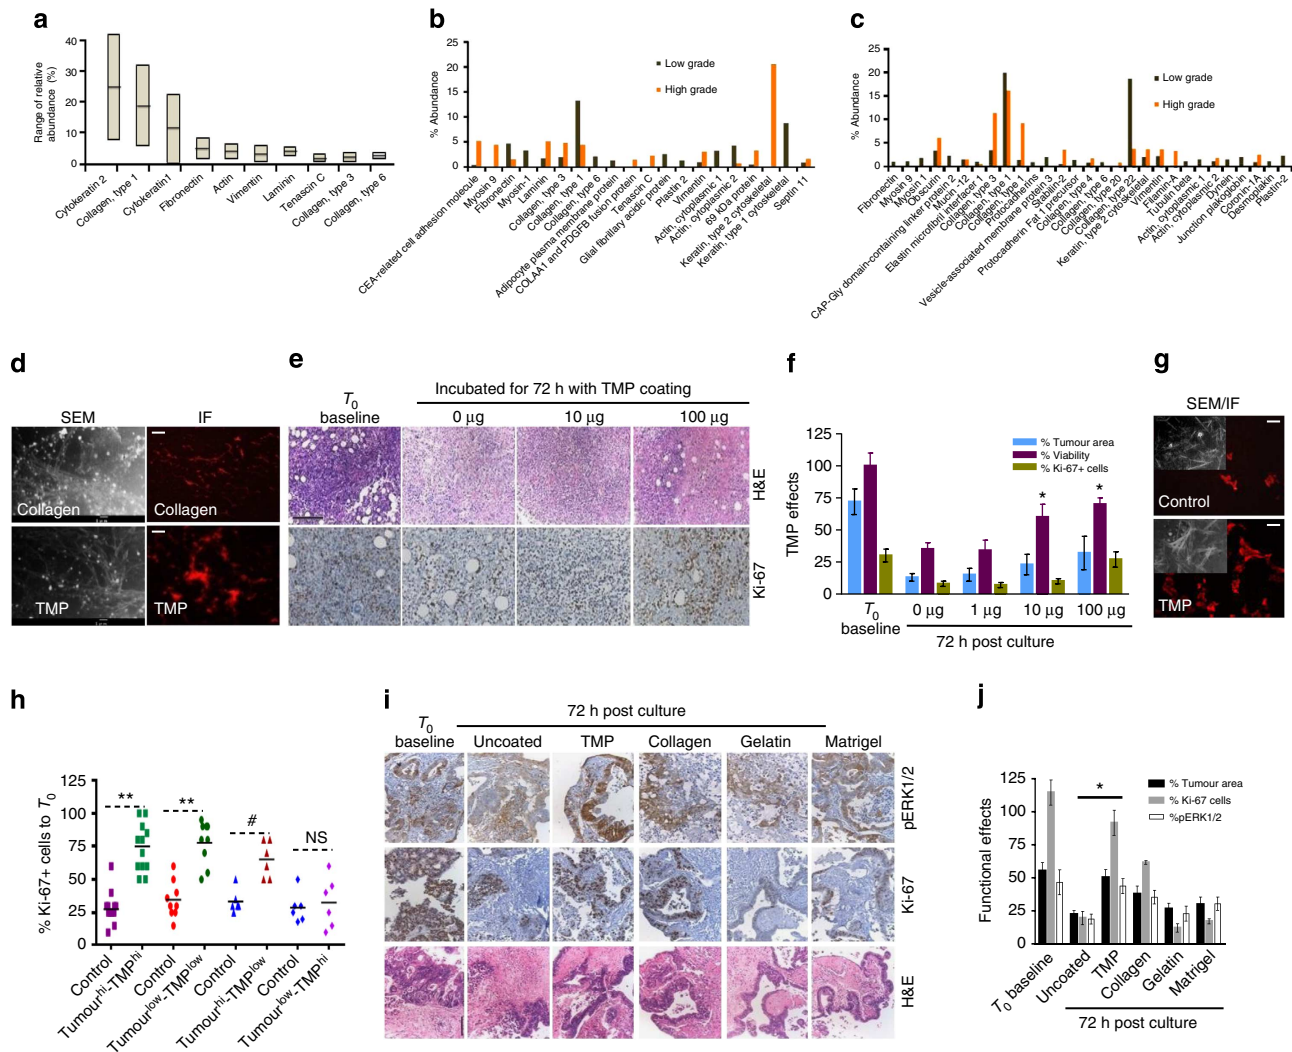 a
Range of relative
abundance (%)
40
30
20
10
0
Cytokeratin 2
Collagen, type 1
Cytokeratin1
Fibronectin
Actin
Vimentin
Laminin
Tenascin C
Collagen, type 3
Collagen, type 6
b
% Abundance
25
20
15
10
5
0
Low grade
High grade
CEA-related cell adhesion molecule
Myosin 9
Fibronectin
Myosin-1
Laminin
Collagen, type 3
Collagen, type 1
Collagen type 6
Adipocyte plasma membrane protein
COLAA1 and PDGFB fusion protein
Tenascin C
Glial fibrillary acidic protein
Plastin 2
Vimentin
Actin, cytoplasmic 1
Actin, cytoplasmic 2
69 kDa protein
Keratin, type 2 cytoskeletal
Keratin, type 1 cytoskeletal
Septin 11
c
% Abundance
25
20
15
10
5
0
Low grade
High grade
Fibronectin
Myosin 9
Myosin 1
Obscurin
CAP-Gly domain-containing linker protein 2
Mucin-12
Elastin microfibril interfacer 1
Collagen, type 3
Collagen, type 1
Protocadherins
Vesicle-associated membrane protein 3
Stabilin-2
Protocadherin Fat 1 precursor
Collagen, type 4
Collagen, type 6
Collagen, type 20
Collagen, type 22
Keratin, type 2 cytoskeletal
Vimentin
Filamin-A
Tubulin beta
Actin, cytoplasmic 1
Actin, cytoplasmic 2
Dynein
Junction plakoglobin
Coronin-1A
Desmoplakin
Plastin-2
d
SEM
IF
Collagen
Collagen
TMP
TMP
e
T0
baseline
Incubated for 72 h with TMP coating
0 µg
10 µg
100 µg
H&E
Ki-67
f
TMP effects
125
100
75
50
25
0
% Tumour area
% Viability
% Ki-67+ cells
*
*
T0
baseline
0 µg
1 µg
10 µg
100 µg
72 h post culture
g
SEM/IF
Control
TMP
h
% Ki-67+ cells to T0
125
100
75
50
25
0
**
**
#
NS
Control
Tumourhi-TMPhi
Control
Tumourlow-TMPlow
Control
Tumourhi-TMPlow
Control
Tumourlow-TMPhi
i
T0
baseline
72 h post culture
Uncoated
TMP
Collagen
Gelatin
Matrigel
pERK1/2
Ki-67
H&E
j
Functional effects
125
100
75
50
25
0
% Tumour area
% Ki-67 cells
%pERK1/2
*
T0 baseline
Uncoated
TMP
Collagen
Gelatin
Matrigel
72 h post culture